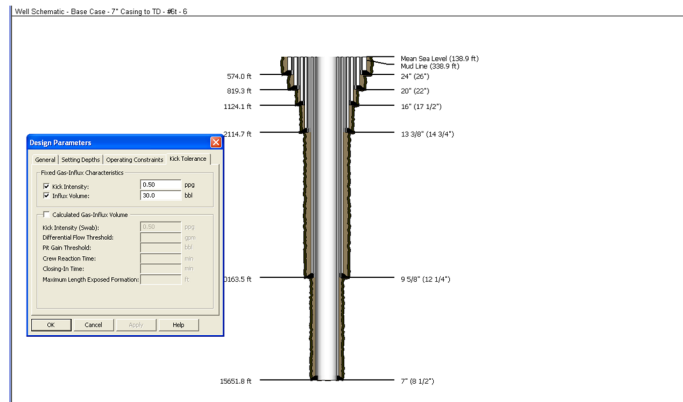 Well Schematic - Base Case - 7" Casing to TD - #6t - 6
Mean Sea Level (138.9 ft)
Mud Line (338.9 ft)
574.0 ft
24" (26")
819.3 ft
20" (22")
1124.1 ft
16" (17 1/2")
2114.7 ft
13 3/8" (14 3/4")
Design Parameters
General
Setting Depths
Operating Constraints
Kick Tolerance
Fixed Gas-Influx Characteristics
Kick Intensity: 0.50 ppg
Influx Volume: 30.0 bbl
Calculated Gas-Influx Volume
Kick Intensity (Swab): 0.50 ppg
Differential Flow Threshold: gpm
Pit Gain Threshold: bbl
Crew Reaction Time: min
Closing-In Time: min
Maximum Length Exposed Formation: ft
OK
Cancel
Apply
Help
0163.5 ft
9 5/8" (12 1/4")
15651.8 ft
7" (8 1/2")